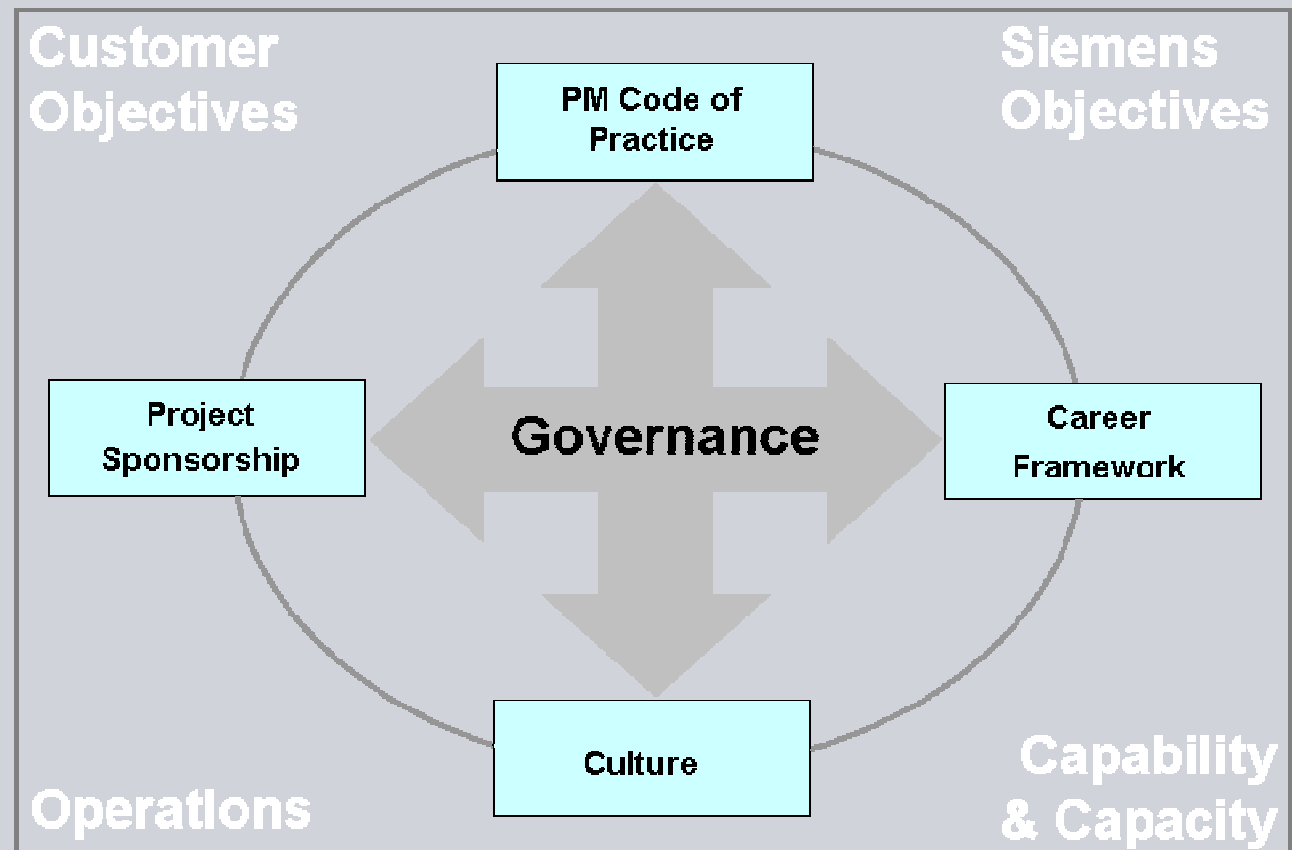 Customer
Objectives
Siemens
Objectives
PM Code of
Practice
Project
Sponsorship
Governance
Career
Framework
Culture
Operations
Capability
& Capacity